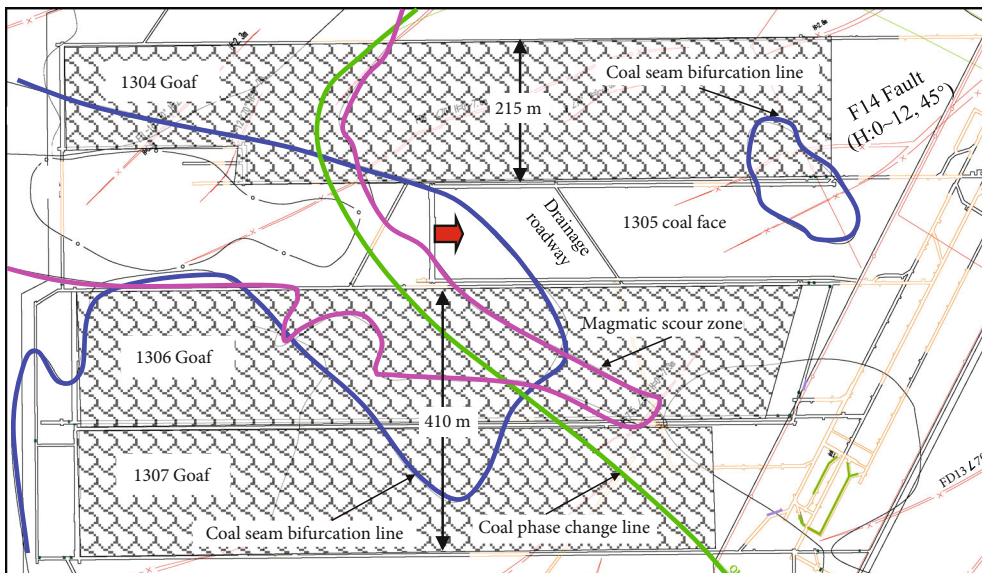 1304 Goaf
215 m
Coal seam bifurcation line
F14 Fault
(H:0~12, 45°)
Drainage
roadway
1305 coal face
Magmatic scour zone
1306 Goaf
410 m
1307 Goaf
Coal seam bifurcation line
Coal phase change line